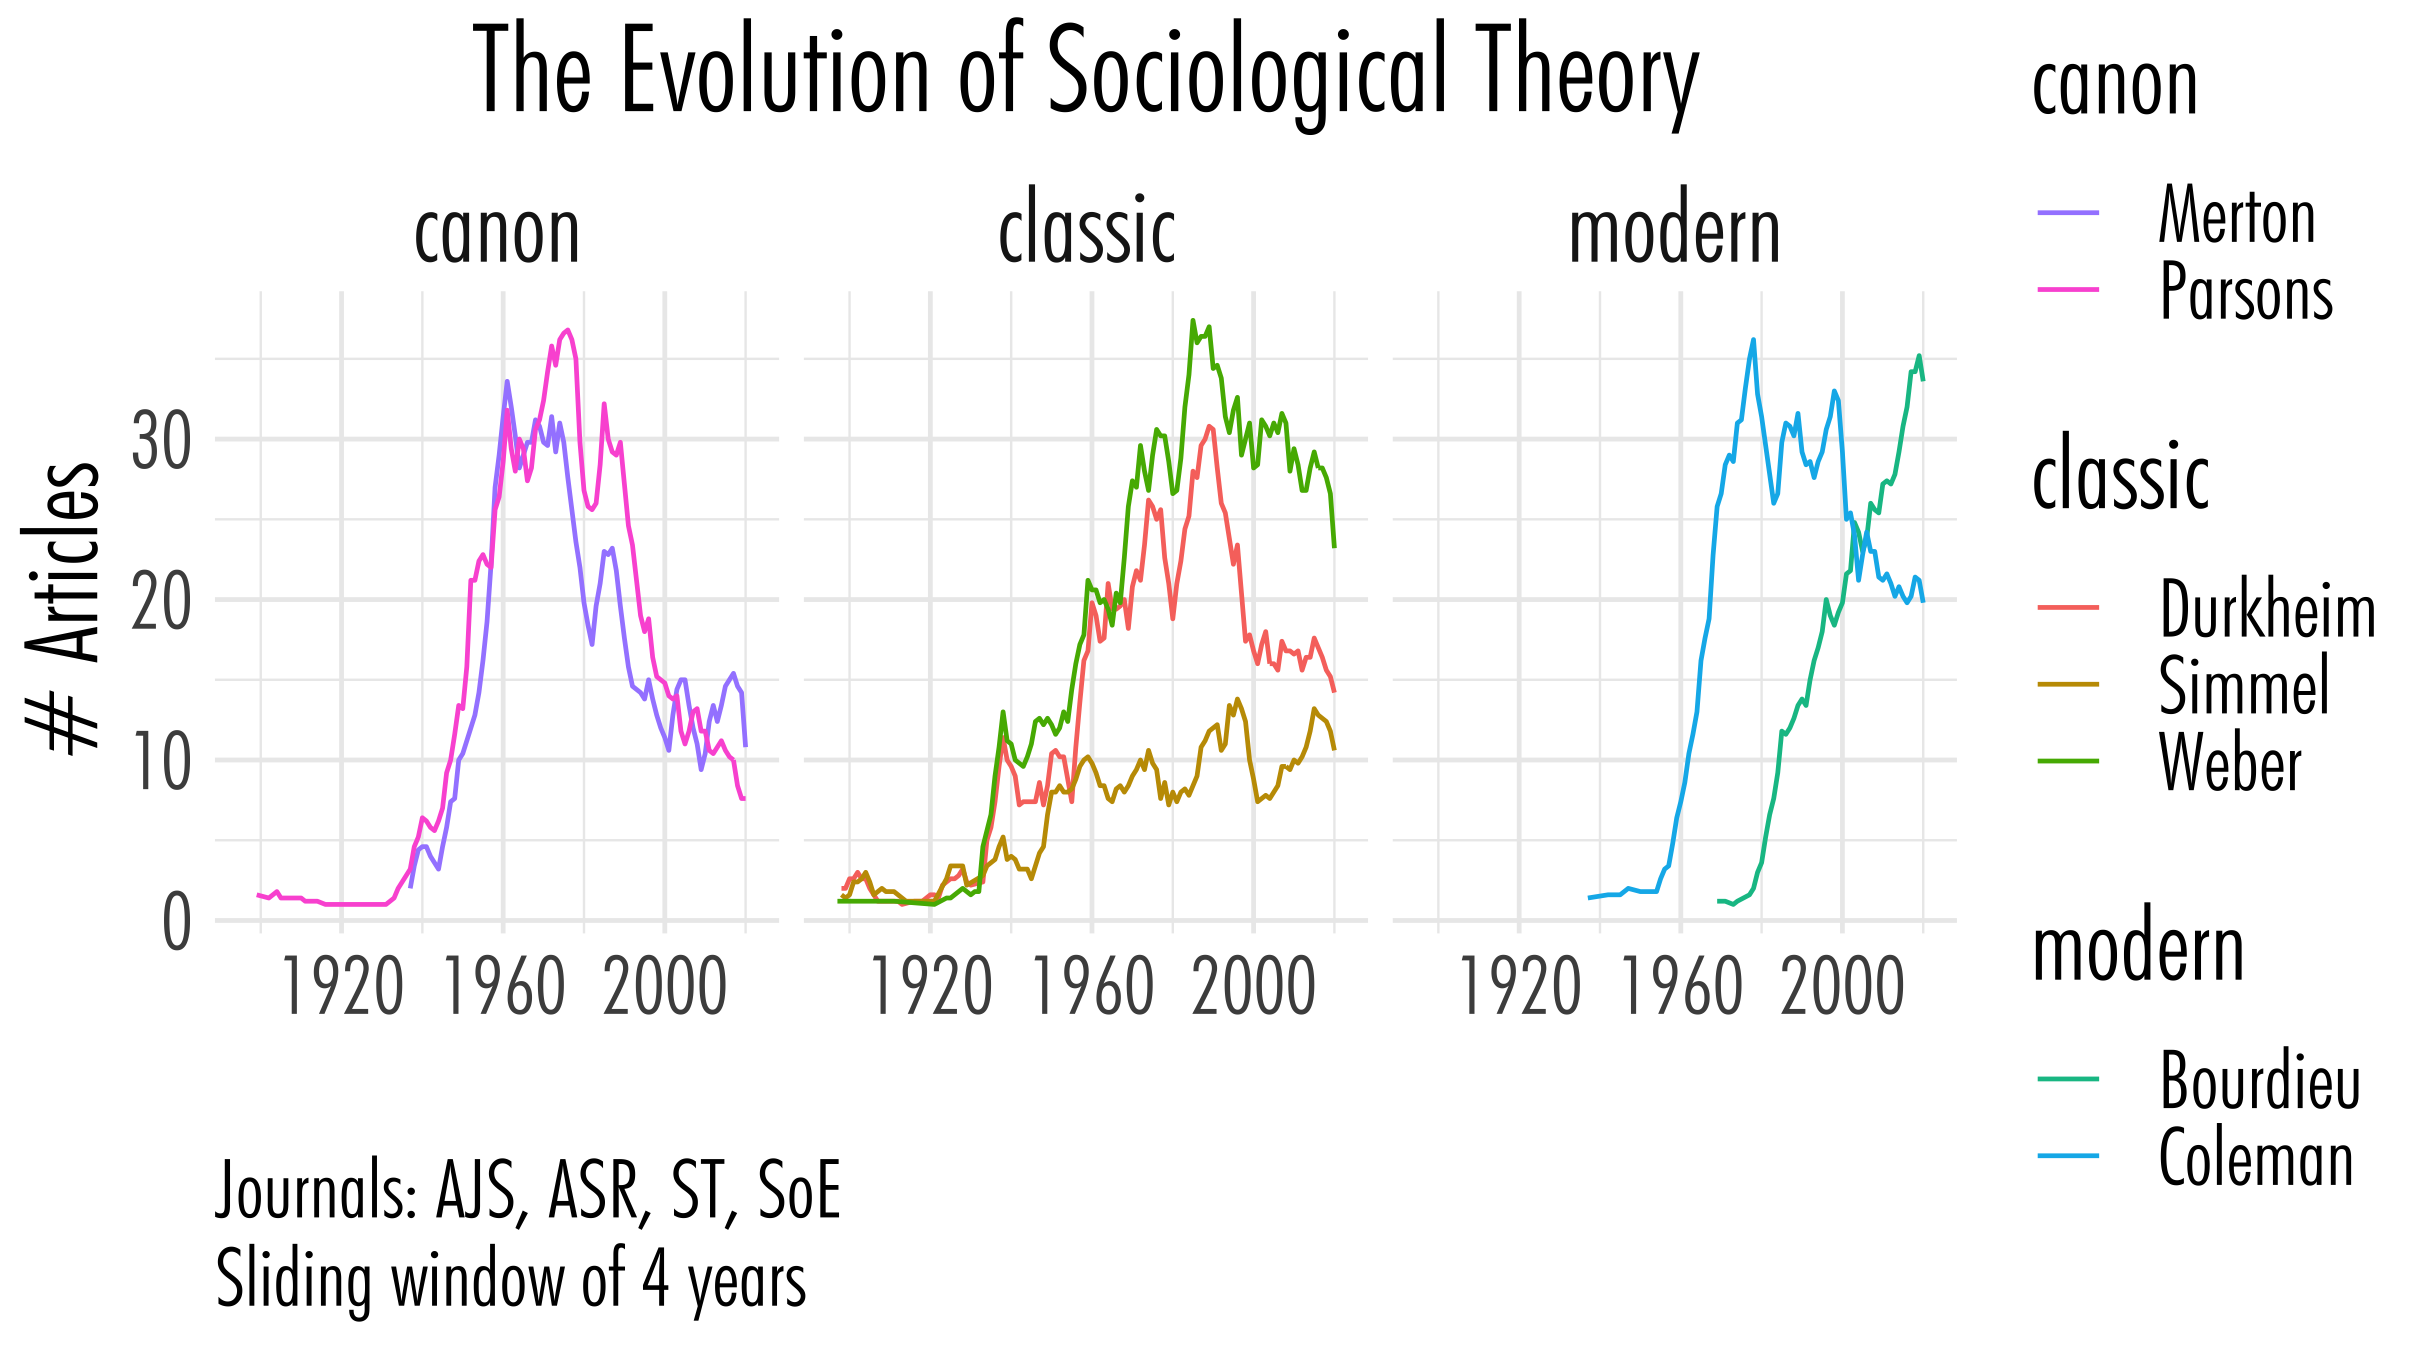 The Evolution of Sociological Theory
canon
classic
modern
# Articles
30
20
10
0
1920 1960 2000
1920 1960 2000
1920 1960 2000
canon
Merton
Parsons
classic
Durkheim
Simmel
Weber
modern
Bourdieu
Coleman
Journals: AJS, ASR, ST, SoE
Sliding window of 4 years